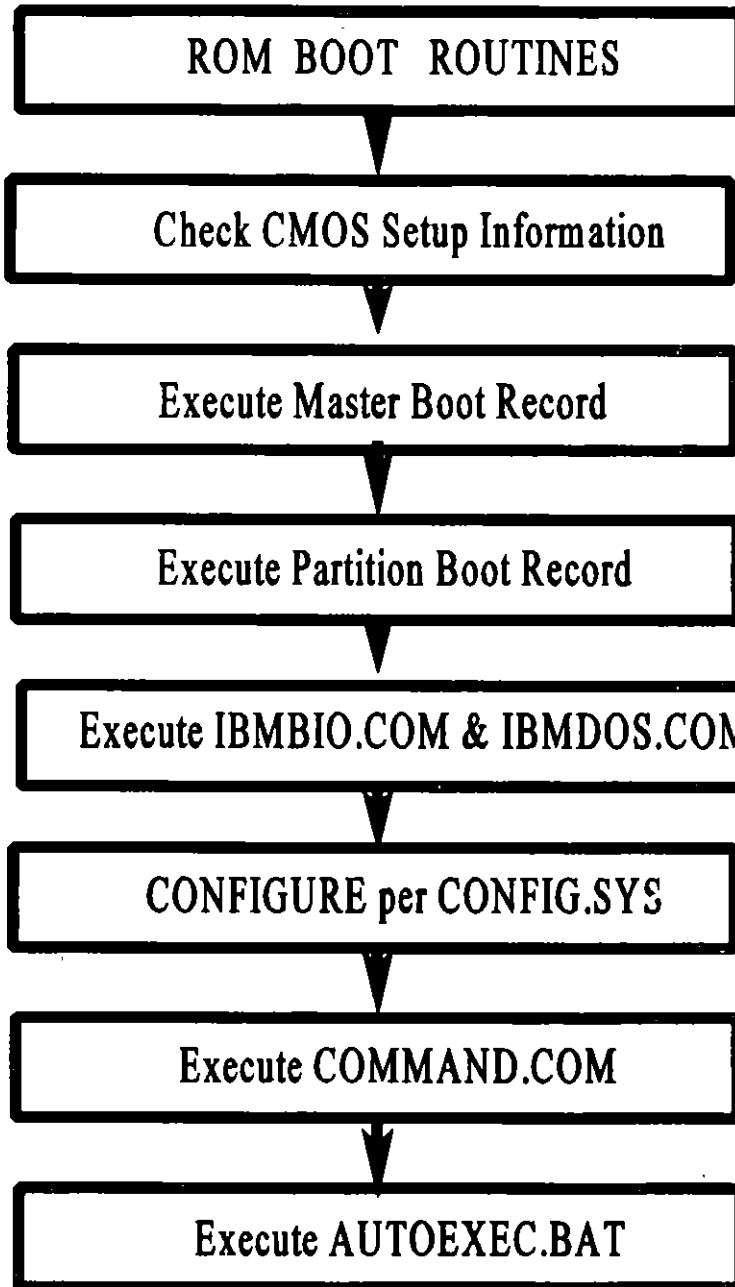 ROM BOOT ROUTINES
Check CMOS Setup Information
Execute Master Boot Record
Execute Partition Boot Record
Execute IBMBIO.COM & IBMDOS.COM
CONFIGURE per CONFIG.SYS
Execute COMMAND.COM
Execute AUTOEXEC.BAT